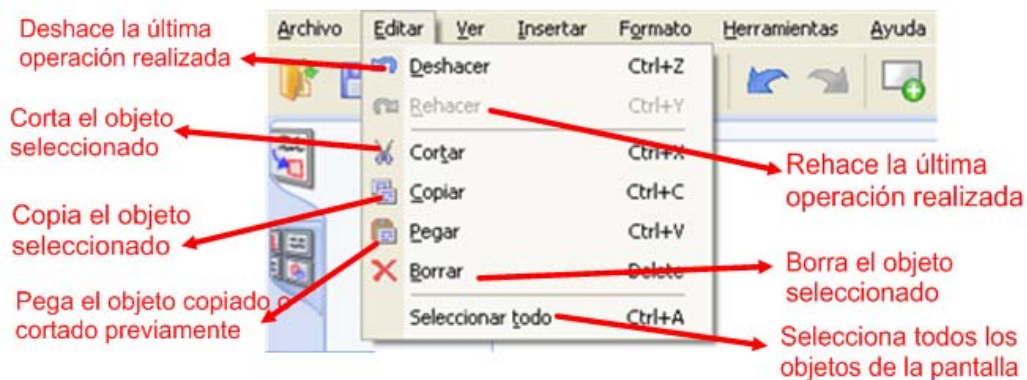 Archivo Editar Ver Insertar Formato Herramientas Ayuda
Deshace la última
operación realizada
Deshacer Ctrl+Z
Rehacer Ctrl+Y
Corta el objeto
seleccionado
Cortar Ctrl+X
Rehace la última
operación realizada
Copiar Ctrl+C
Copia el objeto
seleccionado
Pegar Ctrl+V
Borrar Delete
Borra el objeto
seleccionado
Pega el objeto copiado o
cortado previamente
Seleccionar todo Ctrl+A
Selecciona todos los
objetos de la pantalla